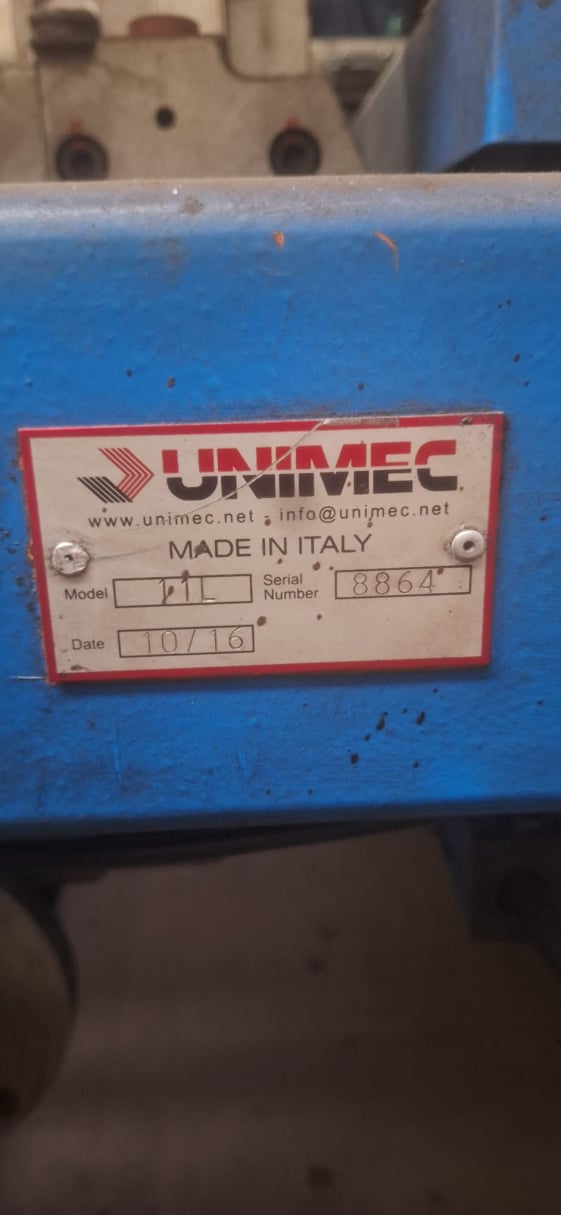 UNIMEC
www.unimec.net - info@unimec.net
MADE IN ITALY
Model 11L Serial Number 8864
Date 10/16